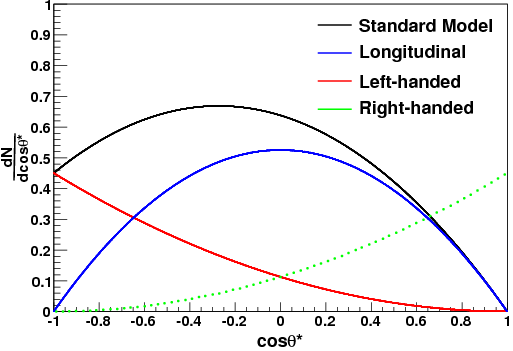 1
0.9
0.8
0.7
0.6
0.5
0.4
0.3
0.2
0.1
0
dN
dcosθ*
Standard Model
Longitudinal
Left-handed
Right-handed
-1 -0.8 -0.6 -0.4 -0.2 0 0.2 0.4 0.6 0.8 1
cosθ*